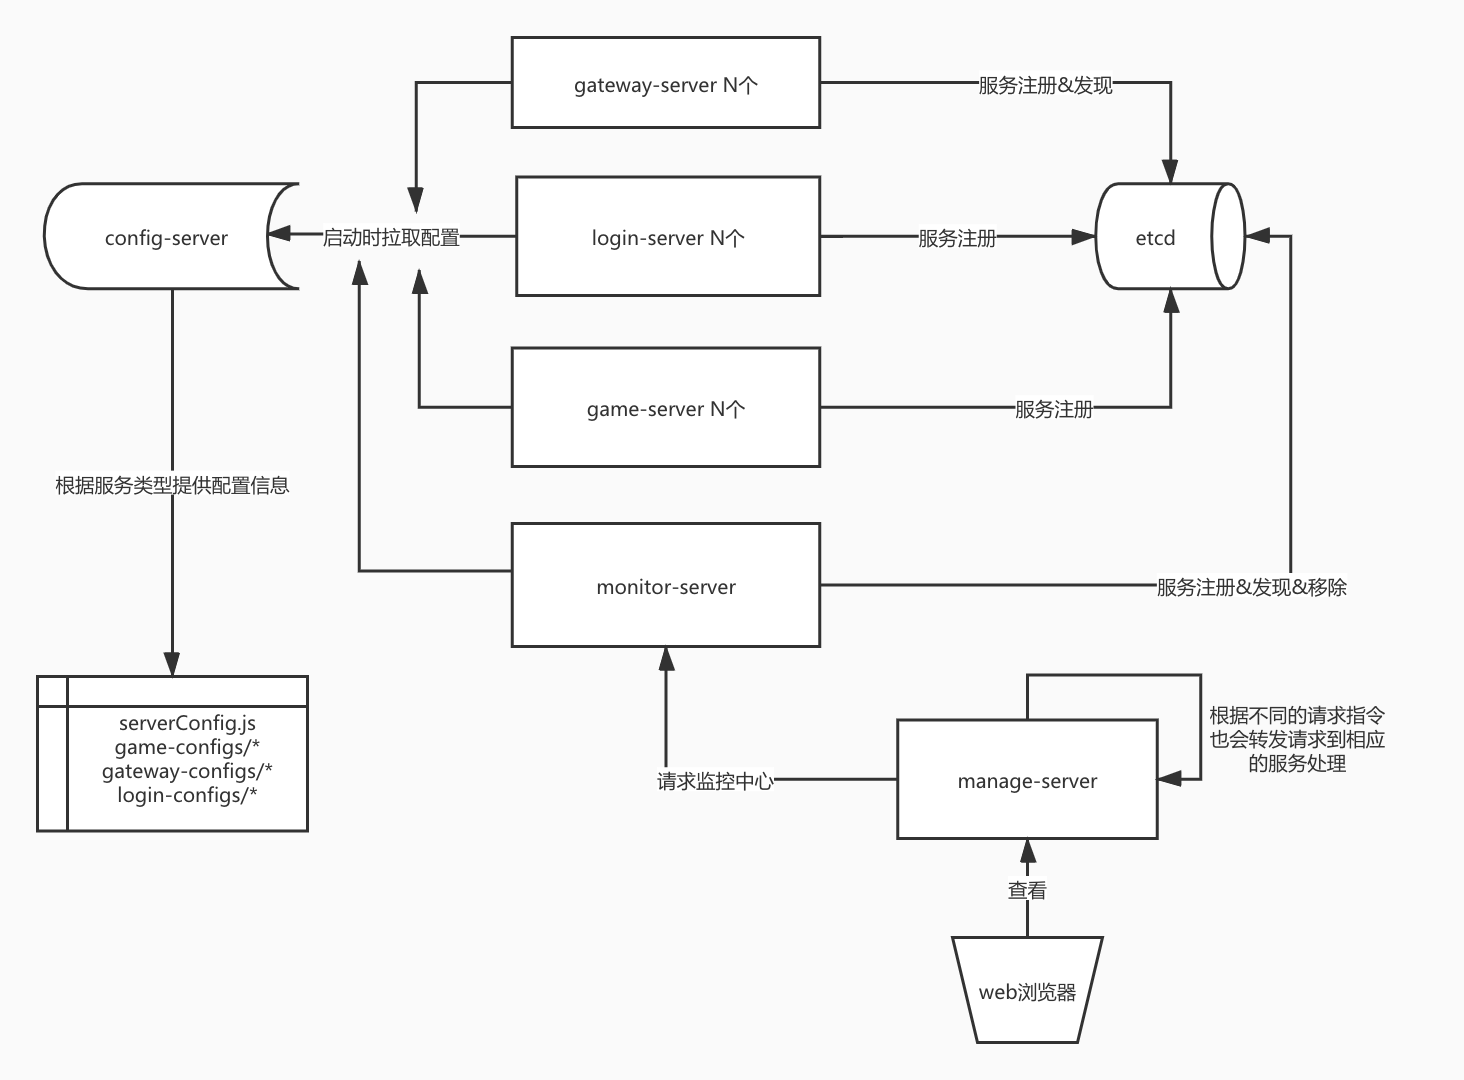 gateway-server N个
服务注册&发现
config-server
启动时拉取配置
login-server N个
服务注册
etcd
game-server N个
服务注册
根据服务类型提供配置信息
monitor-server
服务注册&发现&移除
serverConfig.js
game-configs/*
gateway-configs/*
login-configs/*
请求监控中心
manage-server
根据不同的请求指令
也会转发请求到相应
的服务处理
查看
web浏览器